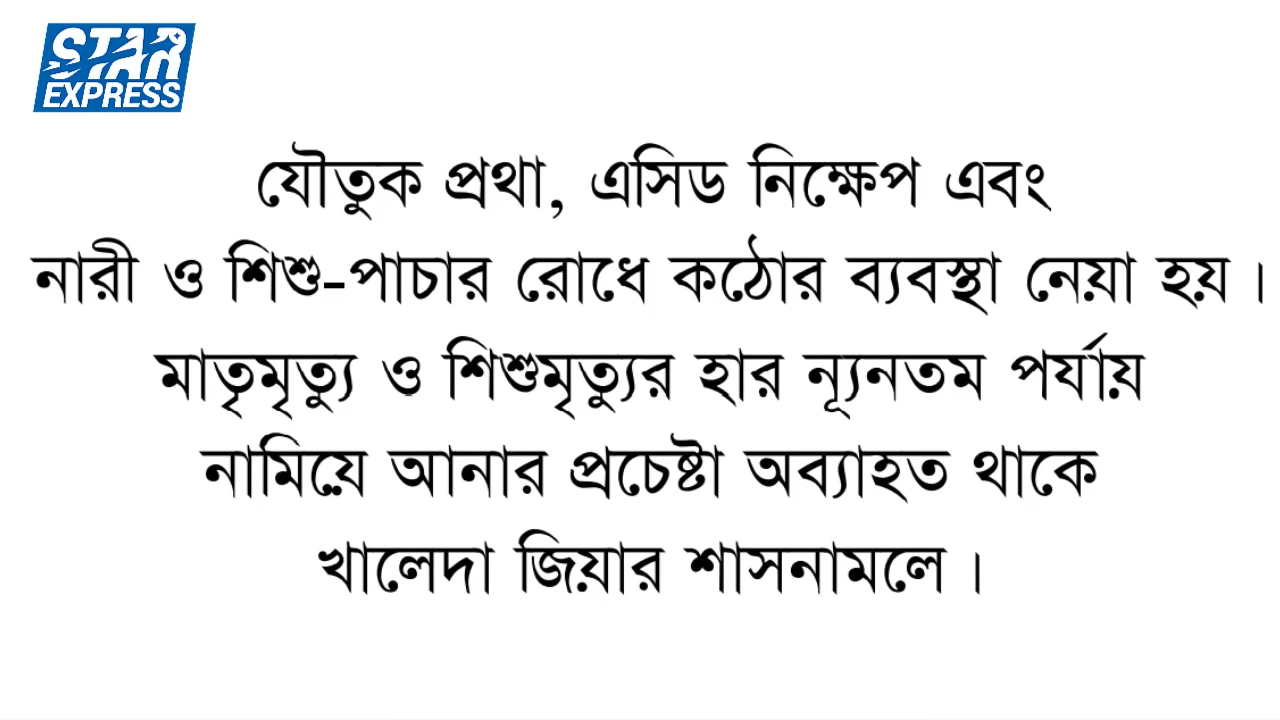 STAR
EXPRESS
যৌতুক প্রথা, এসিড নিক্ষেপ এবং
নারী ও শিশু-পাচার রোধে কঠোর ব্যবস্থা নেয়া হয়।
মাতৃমৃত্যু ও শিশুমৃত্যুর হার ন্যূনতম পর্যায়
নামিয়ে আনার প্রচেষ্টা অব্যাহত থাকে
খালেদা জিয়ার শাসনামলে।